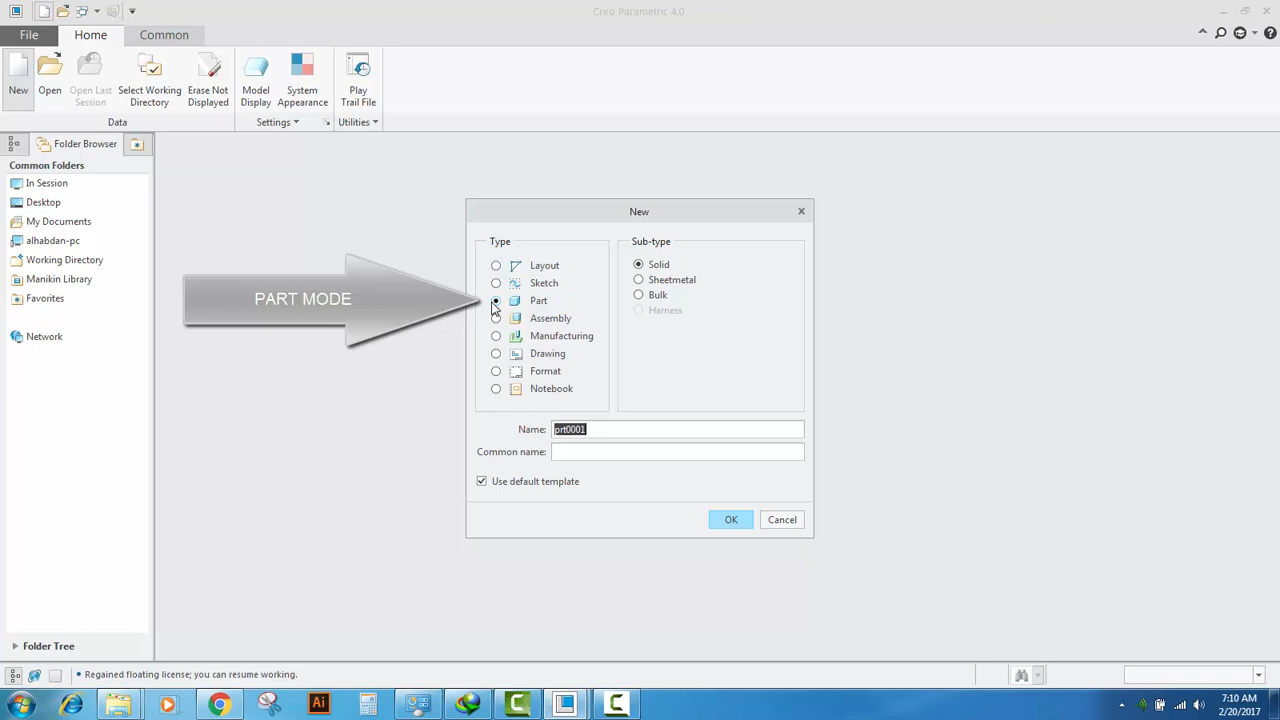 Creo Parametric 4.0
File
Home
Common
New
Open
Open Last
Session
Select Working
Directory
Erase Not
Displayed
Model
Display
System
Appearance
Play
Trail File
Data
Settings
Utilities
Folder Browser
Common Folders
In Session
Desktop
My Documents
alhabdan-pc
Working Directory
Manikin Library
Favorites
Network
Folder Tree
PART MODE
New
Type
Layout
Sketch
Part
Assembly
Manufacturing
Drawing
Format
Notebook
Sub-type
Solid
Sheetmetal
Bulk
Harness
Name:
prt0001
Common name:
Use default template
OK
Cancel
• Regained floating license; you can resume working.
Ai
7:10 AM
2/20/2017